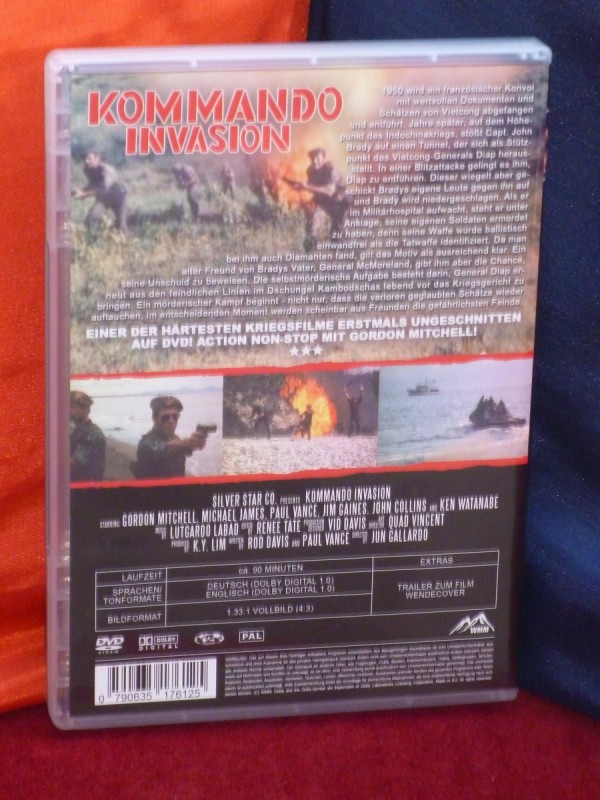 KOMMANDO
INVASION
1950 wird ein französischer Konvoi
mit wertvollen Dokumenten und
Schätzen von Vietcong abgefangen
und entführt. Jahre später, auf dem Höhe-
punkt des Indochinakriegs, stößt Capt. John
Brady auf einen Tunnel, der sich als Stütz-
punkt des Vietcong-Generals Diap heraus-
stellt. In einer Blitzattacke gelingt es ihm,
Diap zu entführen. Dieser wiegelt aber ge-
schickt Bradys eigene Leute gegen ihn auf
und Brady wird niedergeschlagen. Als er
im Militärhospital aufwacht, steht er unter
Anklage, seine eigenen Soldaten ermordet
zu haben, denn seine Waffe wurde ballistisch
einwandfrei als die Tatwaffe identifiziert. Da man
bei ihm auch Diamanten fand, gilt das Motiv als ausreichend klar. Ein
alter Freund von Bradys Vater, General MacMoreland, gibt ihm aber die Chance,
seine Unschuld zu beweisen. Die selbstmörderische Aufgabe besteht darin, General Diap er-
neut aus den feindlichen Linien im Dschungel Kambodschas lebend vor das Kriegsgericht zu
bringen. Ein mörderischer Kampf beginnt - nicht nur, dass die verloren geglaubten Schätze wieder
auftauchen, im entscheidenden Moment werden scheinbar aus Freunden die gefährlichsten Feinde
EINER DER HÄRTESTEN KRIEGSFILME ERSTMALS UNGESCHNITTEN
AUF DVD! ACTION NON-STOP MIT GORDON MITCHELL!
★★★
SILVER STAR CO. PRESENTS KOMMANDO INVASION
STARRING GORDON MITCHELL, MICHAEL JAMES, PAUL VANCE, JIM GAINES, JOHN COLLINS AND KEN WATANABE
LUTGARDO LABAD RENEE TATE VID DAVIS QUAD VINCENT
PRODUCED BY K.Y. LIM ROD DAVIS AND PAUL VANCE DIRECTED BY JUN GALLARDO
LAUFZEIT ca. 90 MINUTEN EXTRAS
SPRACHEN/TONFORMATE DEUTSCH (DOLBY DIGITAL 1.0)
ENGLISCH (DOLBY DIGITAL 1.0) TRAILER ZUM FILM
WENDECOVER
BILDFORMAT 1.33:1 VOLLBILD (4:3)
DVD VIDEO DOLBY DIGITAL PAL WMM
0 790635 176125